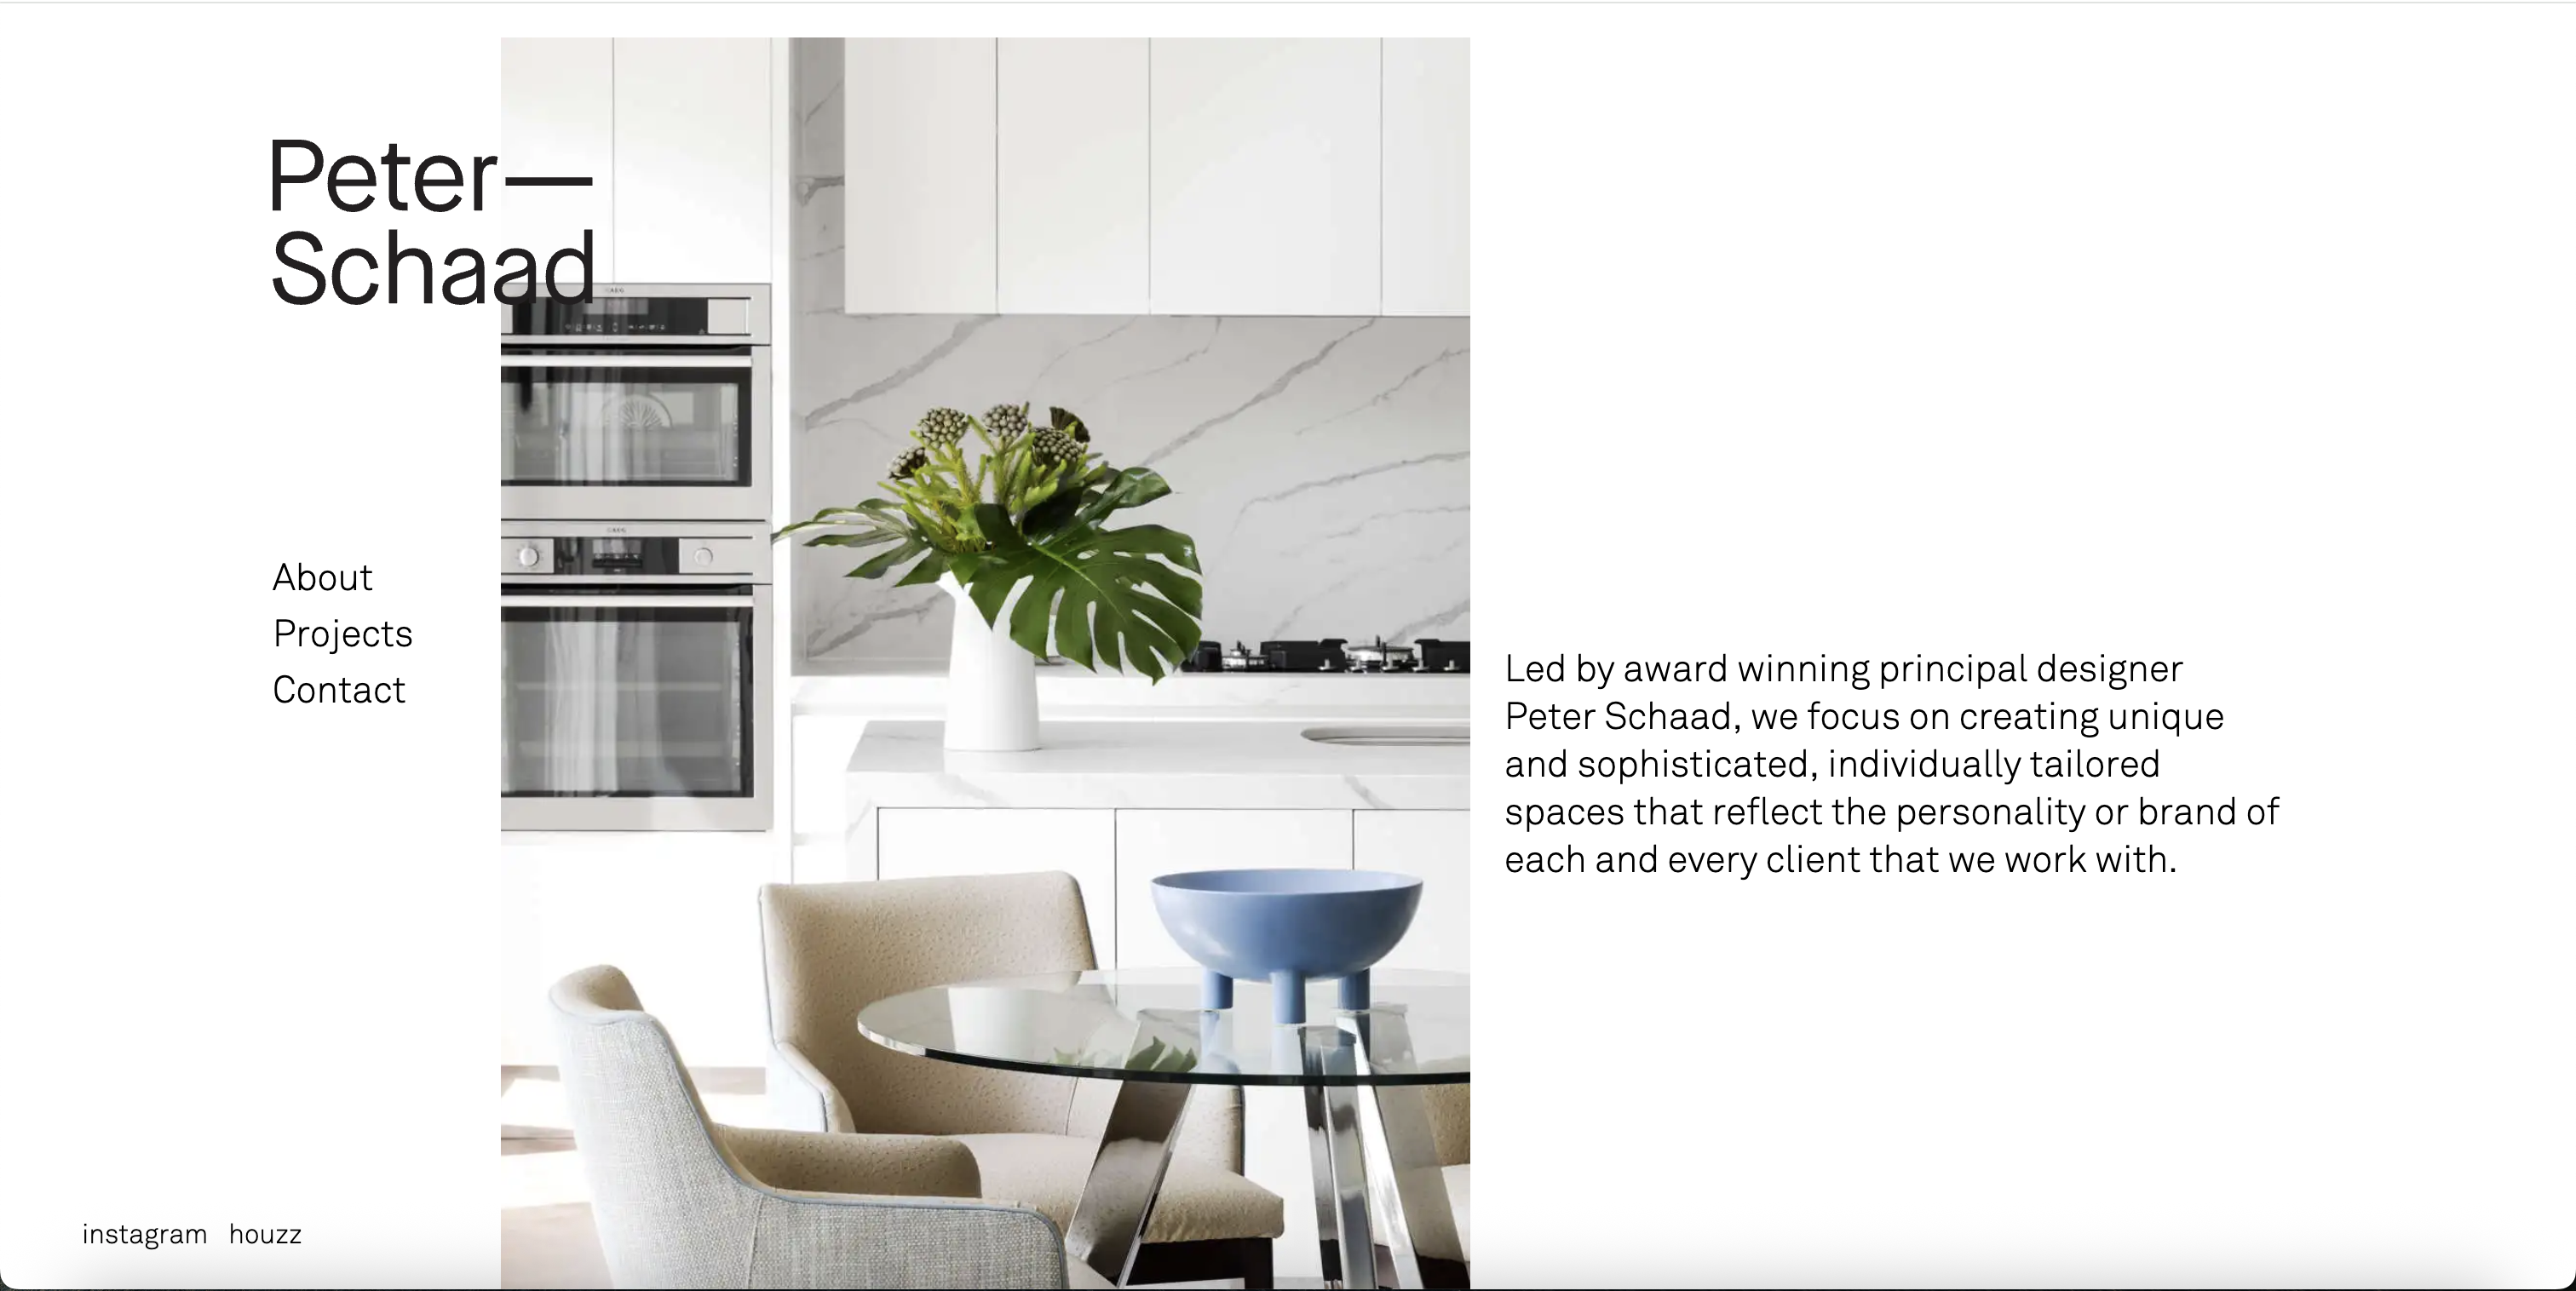 Peter—
Schaad
AEG
AEG
About
Projects
Contact
Led by award winning principal designer
Peter Schaad, we focus on creating unique
and sophisticated, individually tailored
spaces that reflect the personality or brand of
each and every client that we work with.
instagram houzz